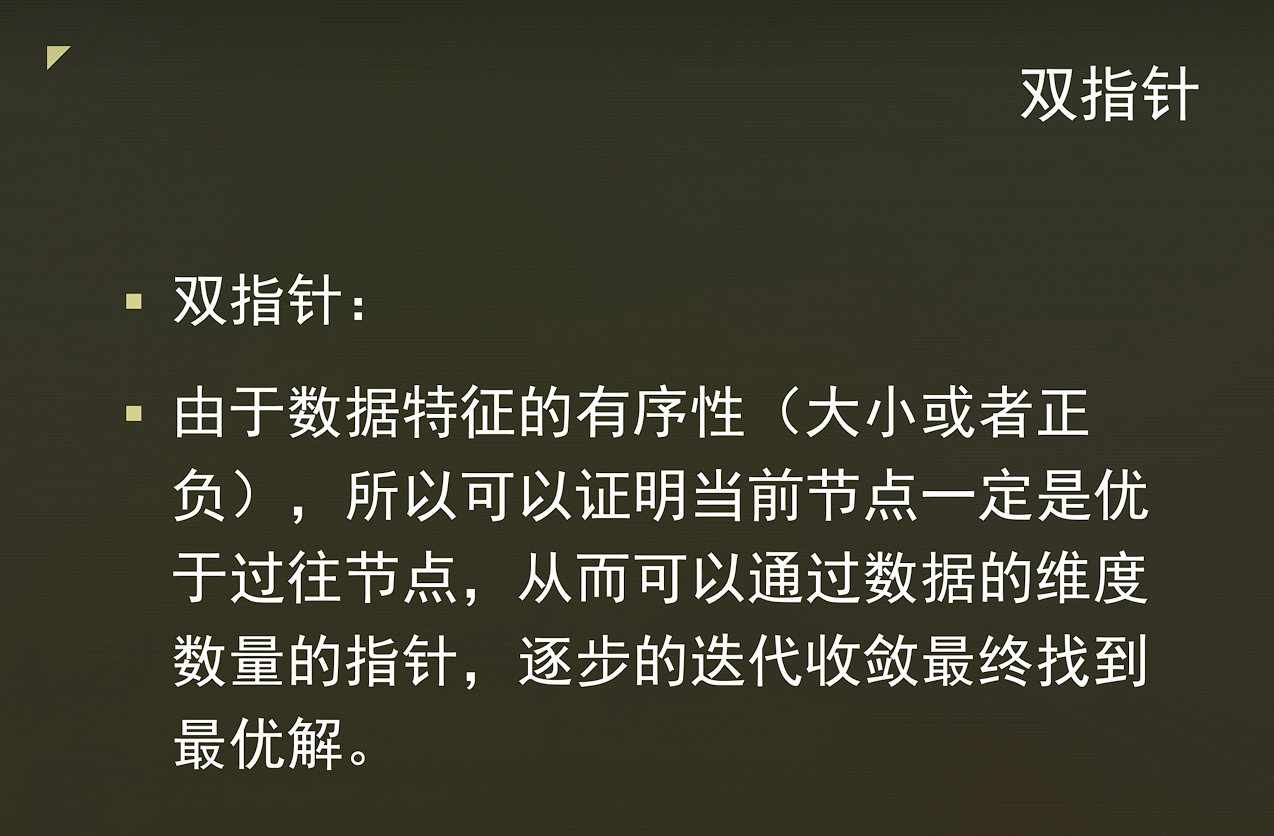 双指针
双指针：
由于数据特征的有序性（大小或者正
负），所以可以证明当前节点一定是优
于过往节点，从而可以通过数据的维度
数量的指针，逐步的迭代收敛最终找到
最优解。